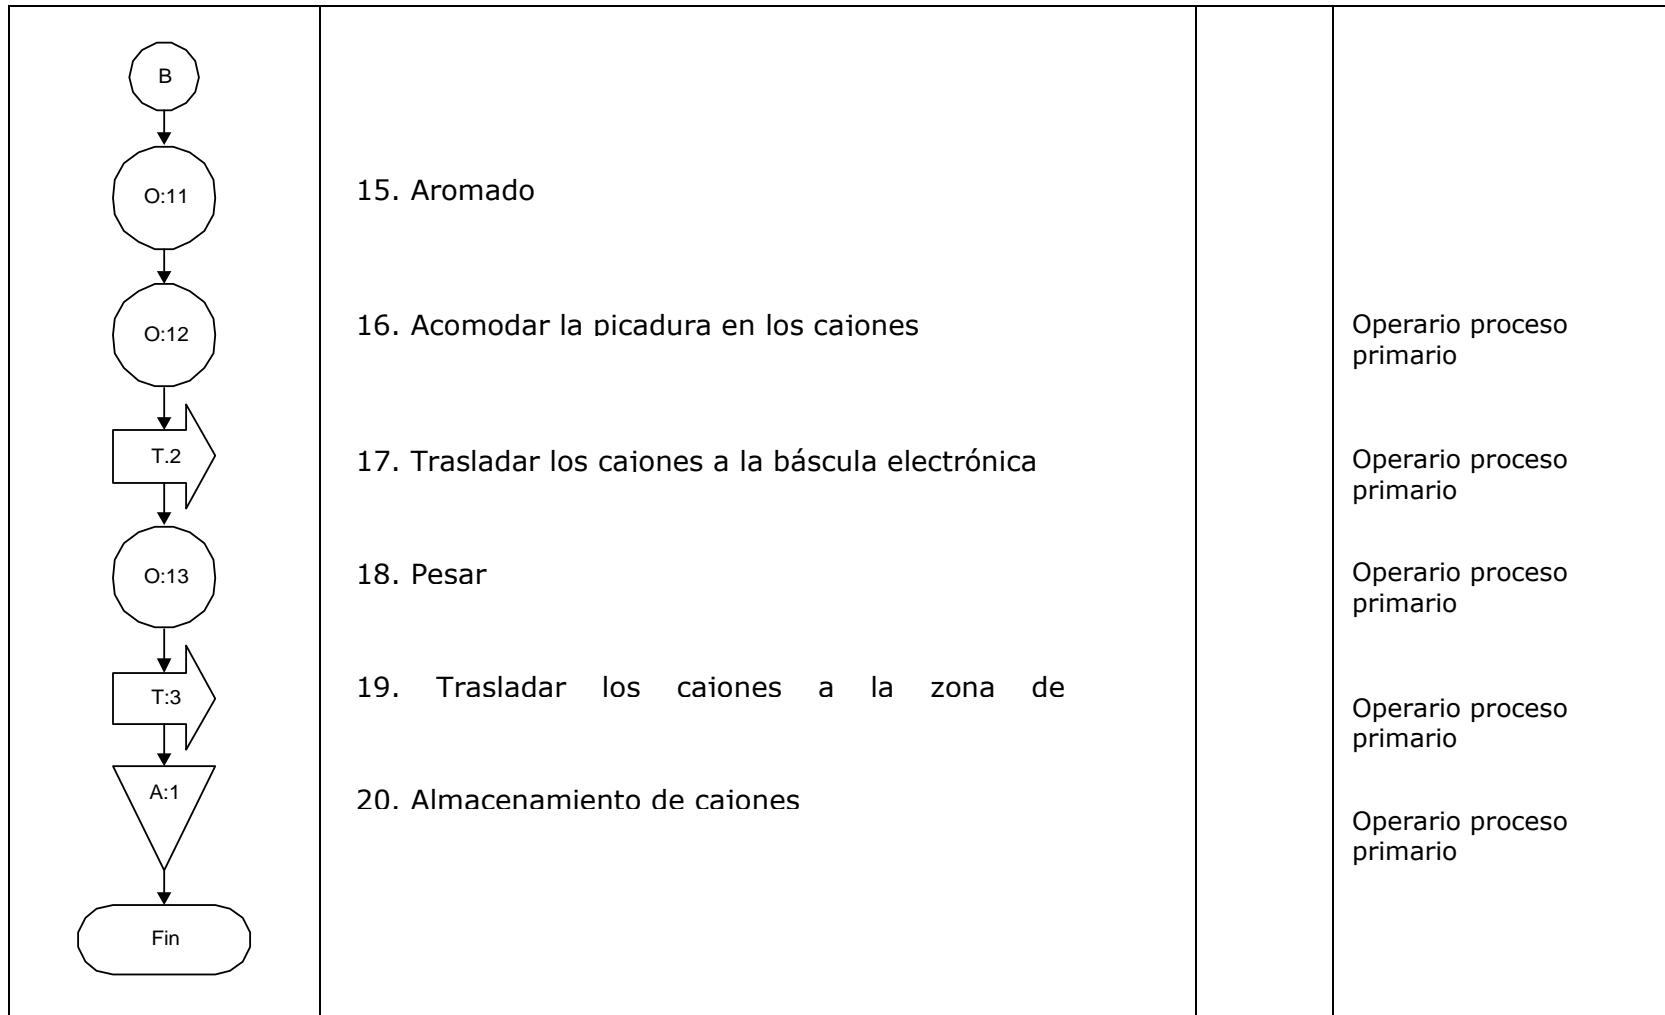 B
O:11
15. Aromado
O:12
16. Acomodar la picadura en los cajones
Operario proceso
primario
T.2
17. Trasladar los cajones a la báscula electrónica
Operario proceso
primario
O:13
18. Pesar
Operario proceso
primario
T:3
19. Trasladar los cajones a la zona de
Operario proceso
primario
A:1
20. Almacenamiento de cajones
Operario proceso
primario
Fin